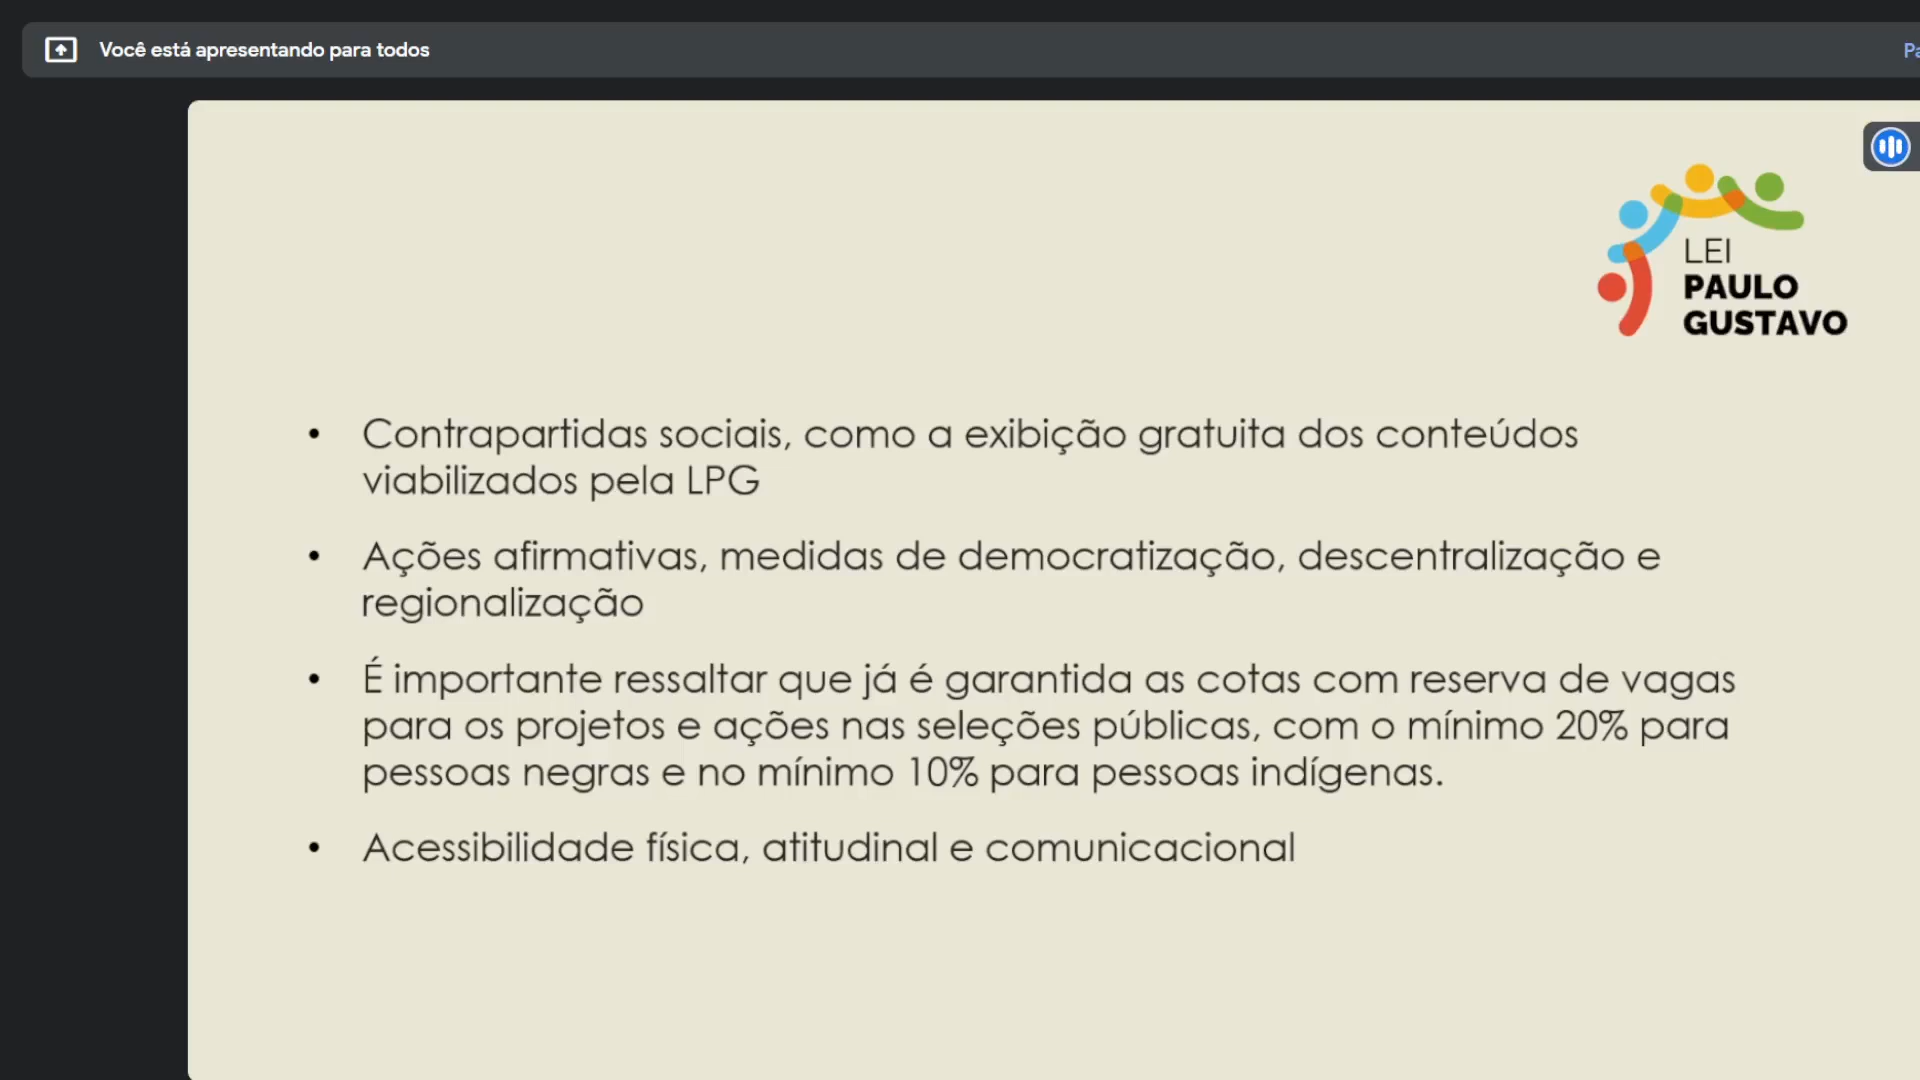 Você está apresentando para todos
LEI
PAULO
GUSTAVO
• Contrapartidas sociais, como a exibição gratuita dos conteúdos
viabilizados pela LPG
• Ações afirmativas, medidas de democratização, descentralização e
regionalização
• É importante ressaltar que já é garantida as cotas com reserva de vagas
para os projetos e ações nas seleções públicas, com o mínimo 20% para
pessoas negras e no mínimo 10% para pessoas indígenas.
• Acessibilidade física, atitudinal e comunicacional